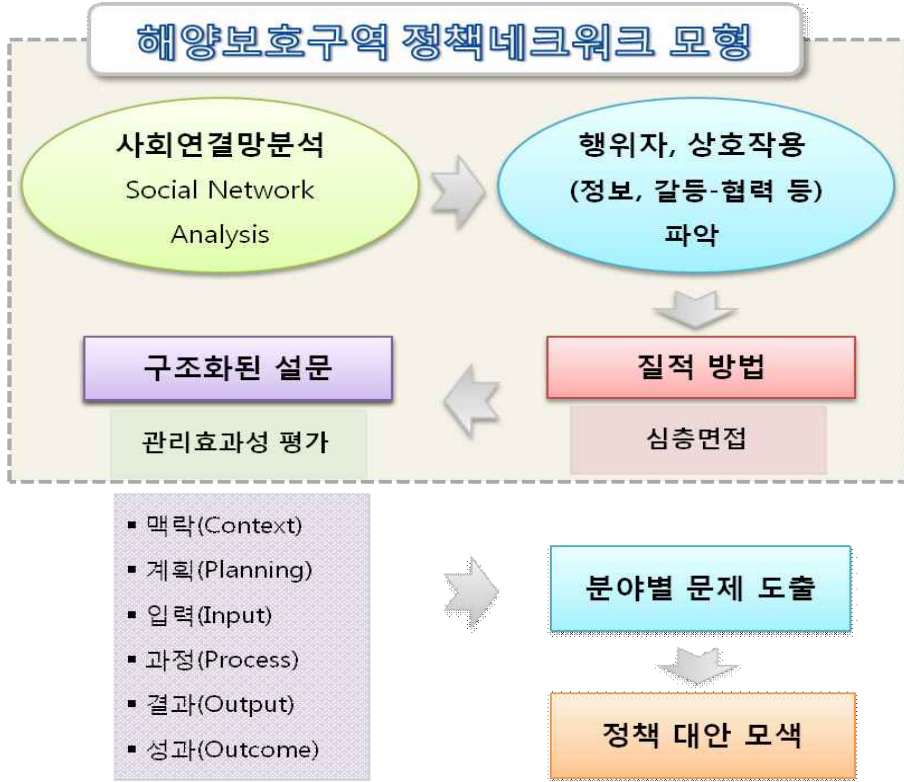 해양보호구역 정책네크워크 모형
사회연결망분석
Social Network
Analysis
행위자, 상호작용
(정보, 갈등-협력 등)
파악
질적 방법
심층면접
구조화된 설문
관리효과성 평가
▪ 맥락(Context)
▪ 계획(Planning)
▪ 입력(Input)
▪ 과정(Process)
▪ 결과(Output)
▪ 성과(Outcome)
분야별 문제 도출
정책 대안 모색